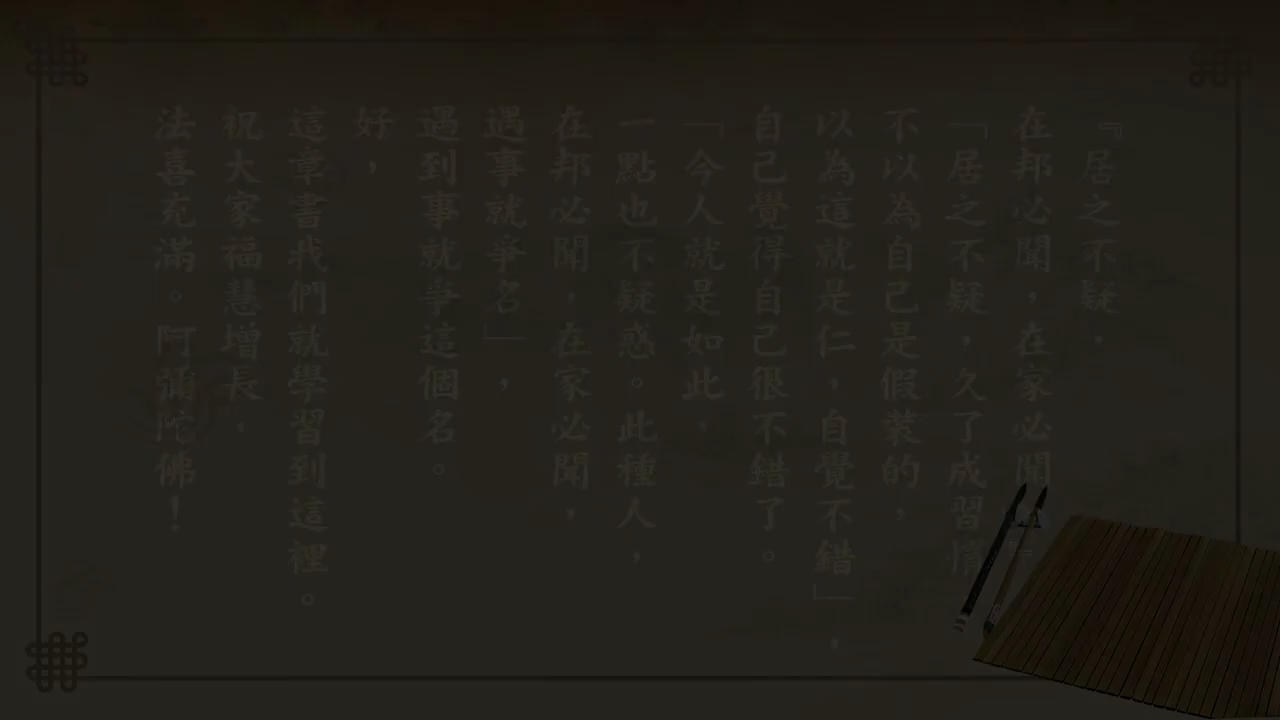 『居之不疑，
在邦必聞，在家必聞
「居之不疑，久了成習慣
不以為自己是假裝的，
以為這就是仁，自覺不錯」，
自己覺得自己很不錯了。
「今人就是如此，
一點也不疑惑。此種人，
在邦必聞，在家必聞，
遇事就爭名」，
遇到事就爭這個名。
好，
這章書我們就學習到這裡。
祝大家福慧增長，
法喜充滿。阿彌陀佛！